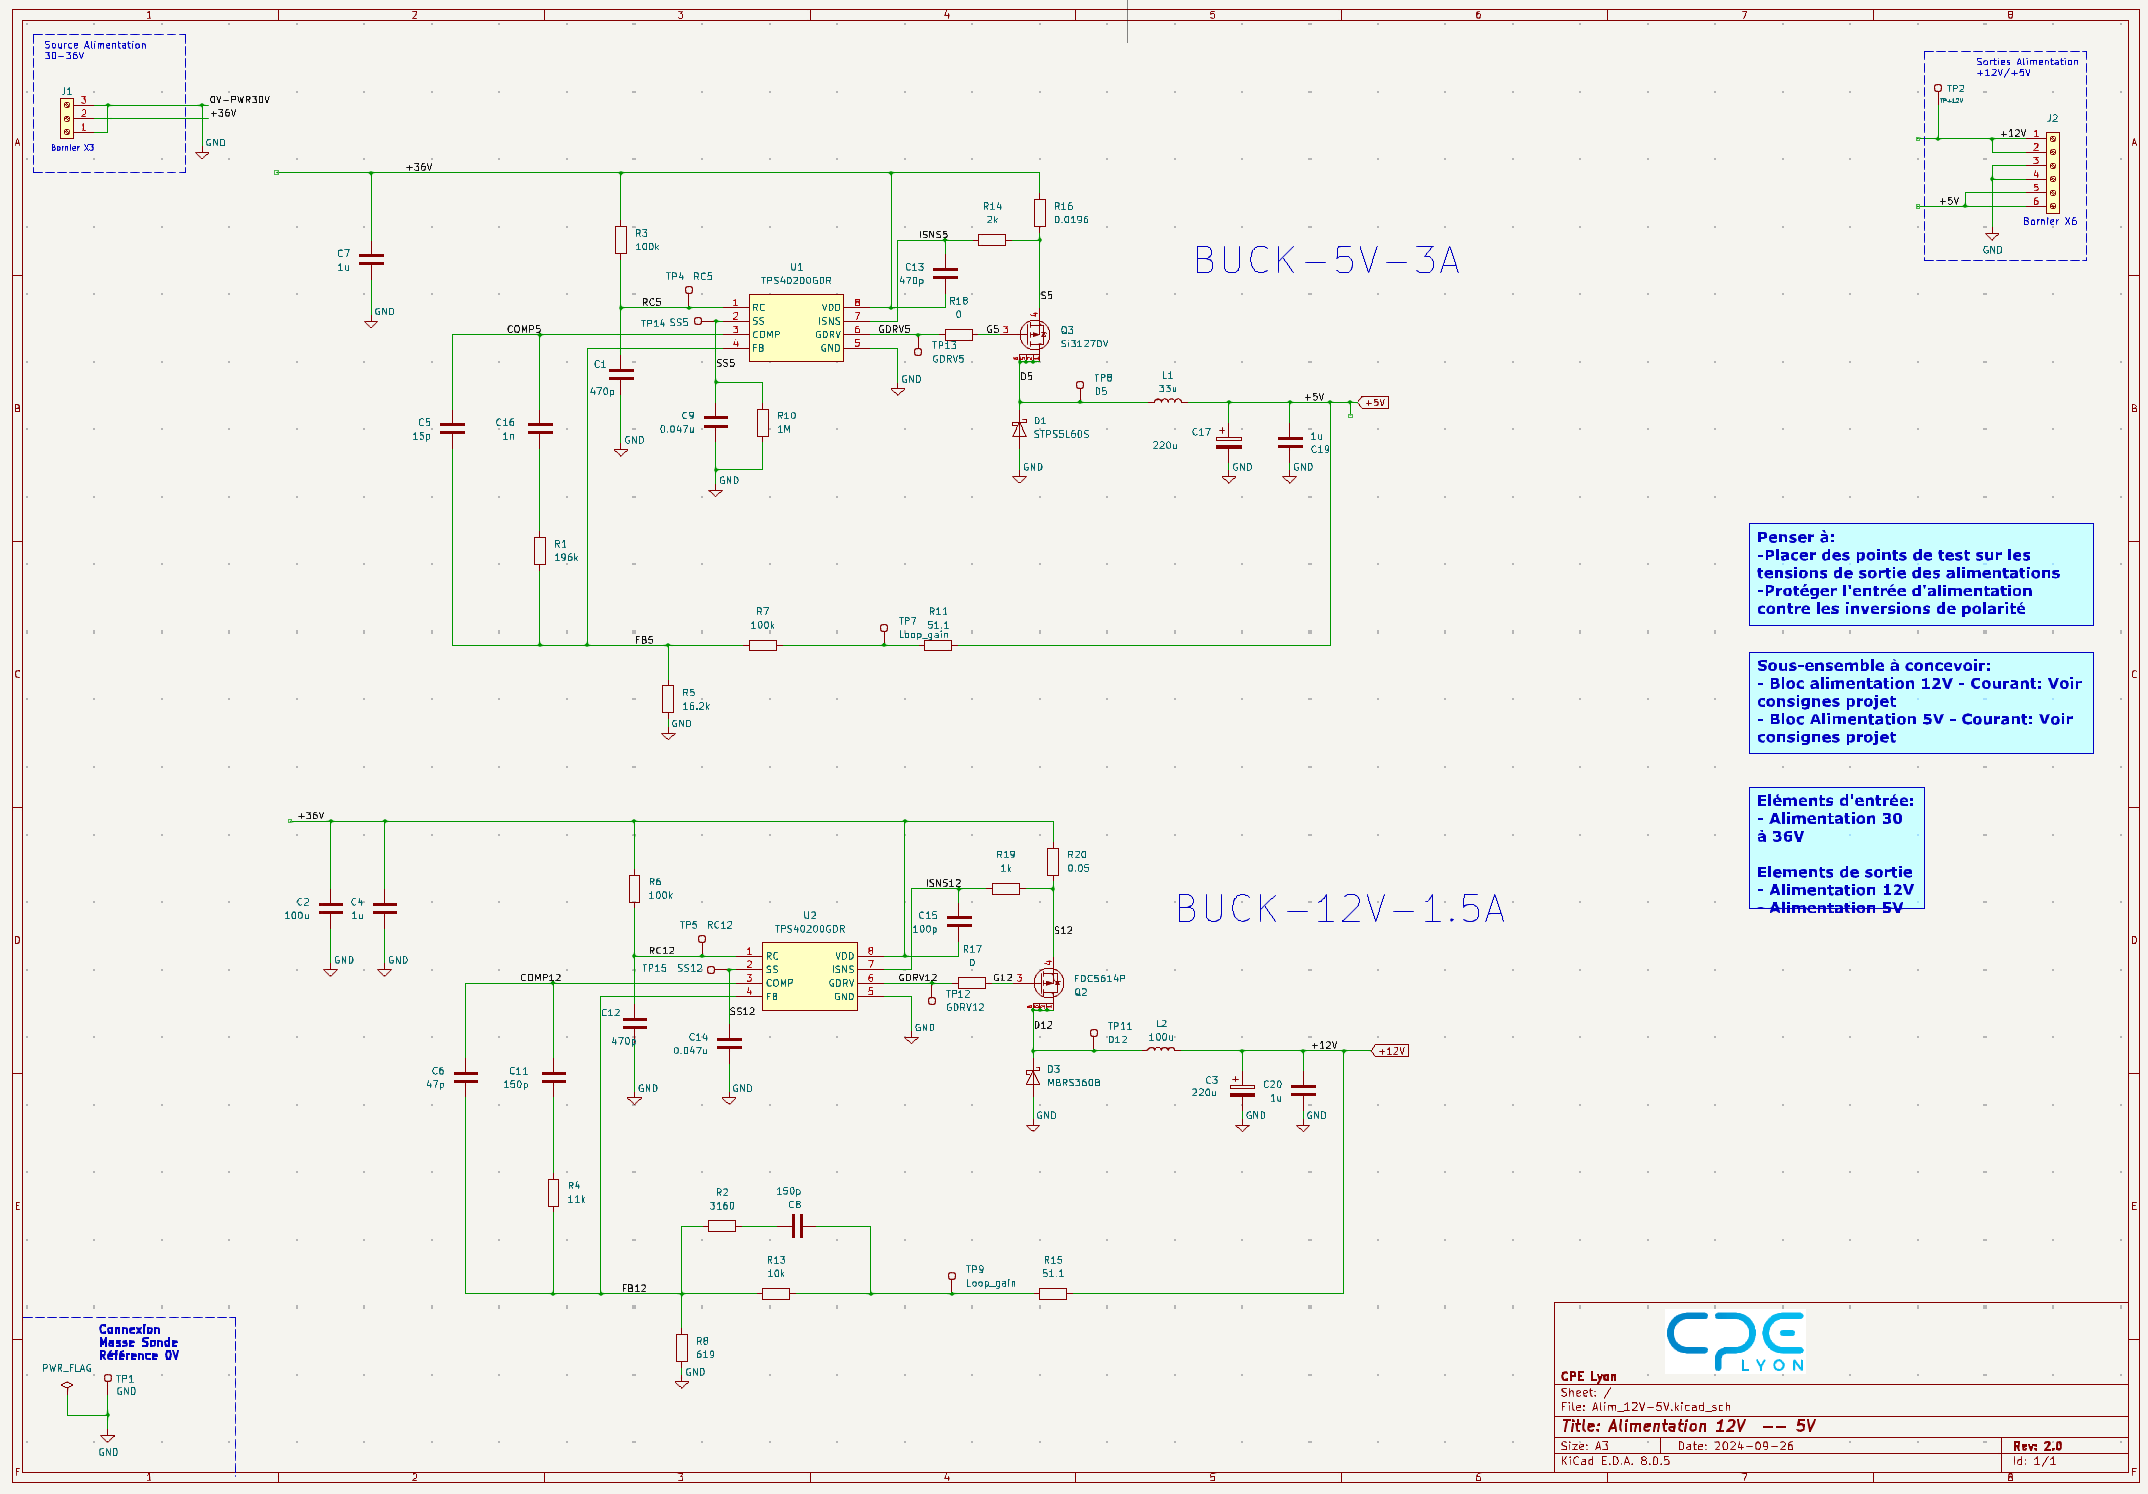 1 2 3 4 5 6 7 8
A B C D E F
Source Alimentation
30-36V
J1
3
2
1
0V-PWR30V
+36V
GND
Bornier X3
Sorties Alimentation
+12V/+5V
TP2
TP+12V
J2
+12V
1
2
3
4
5
6
+5V
Bornier X6
GND
+36V
C7
1u
GND
R3
100k
TP4 RC5
RC5
TP14 SS5
COMP5
U1
TPS40200GDR
1 RC
2 SS
3 COMP
4 FB
VDD 8
ISNS 7
GDRV 6
GND 5
ISNS5
R14
2k
R16
0.0196
C13
470p
R18
0
GDRV5
TP13
GDRV5
G5 3
4
S5
Q3
Si3127DV
GND
D5
TP8
D5
L1
33u
+5V
+5V
BUCK-5V-3A
C1
470p
GND
SS5
C9
0.047u
R10
1M
GND
C5
15p
C16
1n
D1
STPS5L60S
GND
C17
220u
GND
1u
C19
GND
R1
196k
FB5
R7
100k
TP7
Loop_gain
R11
51.1
R5
16.2k
GND
Penser à:
-Placer des points de test sur les
tensions de sortie des alimentations
-Protéger l'entrée d'alimentation
contre les inversions de polarité
Sous-ensemble à concevoir:
- Bloc alimentation 12V - Courant: Voir
consignes projet
- Bloc Alimentation 5V - Courant: Voir
consignes projet
Eléments d'entrée:
- Alimentation 30
à 36V
Elements de sortie
- Alimentation 12V
- Alimentation 5V
+36V
C2
100u
GND
C4
1u
GND
R6
100k
TP5 RC12
RC12
TP15 SS12
COMP12
U2
TPS40200GDR
1 RC
2 SS
3 COMP
4 FB
VDD 8
ISNS 7
GDRV 6
GND 5
ISNS12
R19
1k
R20
0.05
C15
100p
R17
0
GDRV12
TP12
GDRV12
G12 3
4
S12
FDC5614P
Q2
GND
D12
TP11
D12
L2
100u
+12V
+12V
BUCK-12V-1.5A
C12
470p
GND
SS12
C14
0.047u
GND
C6
47p
C11
150p
D3
MBRS360B
GND
C3
220u
GND
C20
1u
GND
R4
11k
R2
3160
150p
C8
FB12
R13
10k
TP9
Loop_gain
R15
51.1
R8
619
GND
Connexion
Masse Sonde
Référence 0V
PWR_FLAG
TP1
GND
GND
CPE
LYON
CPE Lyon
Sheet: /
File: Alim_12V-5V.kicad_sch
Title: Alimentation 12V -- 5V
Size: A3
Date: 2024-09-26
Rev: 2.0
KiCad E.D.A. 8.0.5
Id: 1/1
1 2 3 4 5 6 7 8
A B C D E F